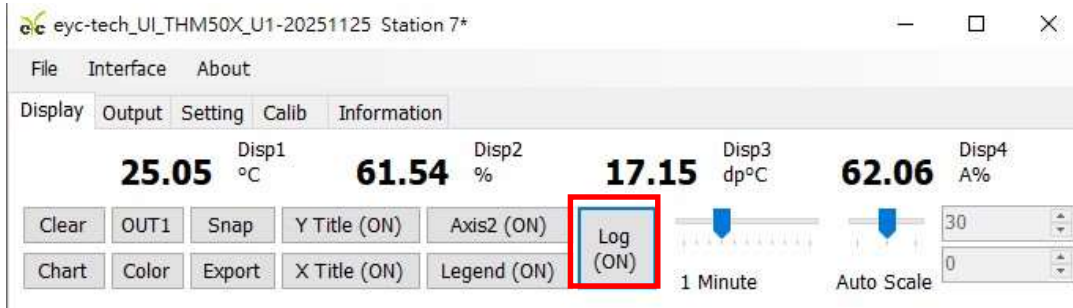 eyc eyc-tech_UI_THM50X_U1-20251125 Station 7*
File Interface About
Display Output Setting Calib Information
25.05 Disp1 °C 61.54 Disp2 % 17.15 Disp3 dp°C 62.06 Disp4 A%
Clear OUT1 Snap Y Title (ON) Axis2 (ON) Log (ON) 30
Chart Color Export X Title (ON) Legend (ON) 1 Minute Auto Scale 0